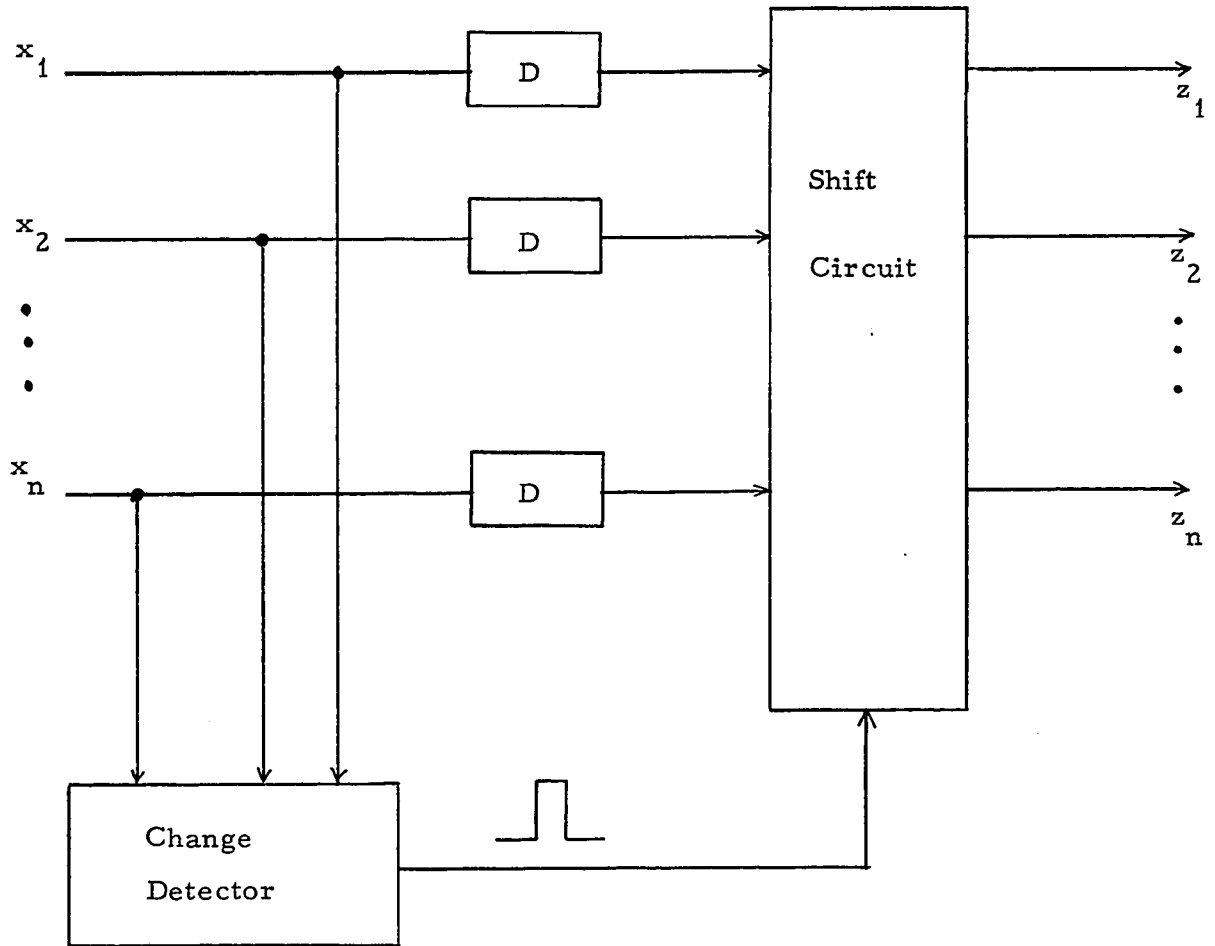 x1
D
z1
Shift
x2
D
z2
Circuit
xn
D
zn
Change
Detector